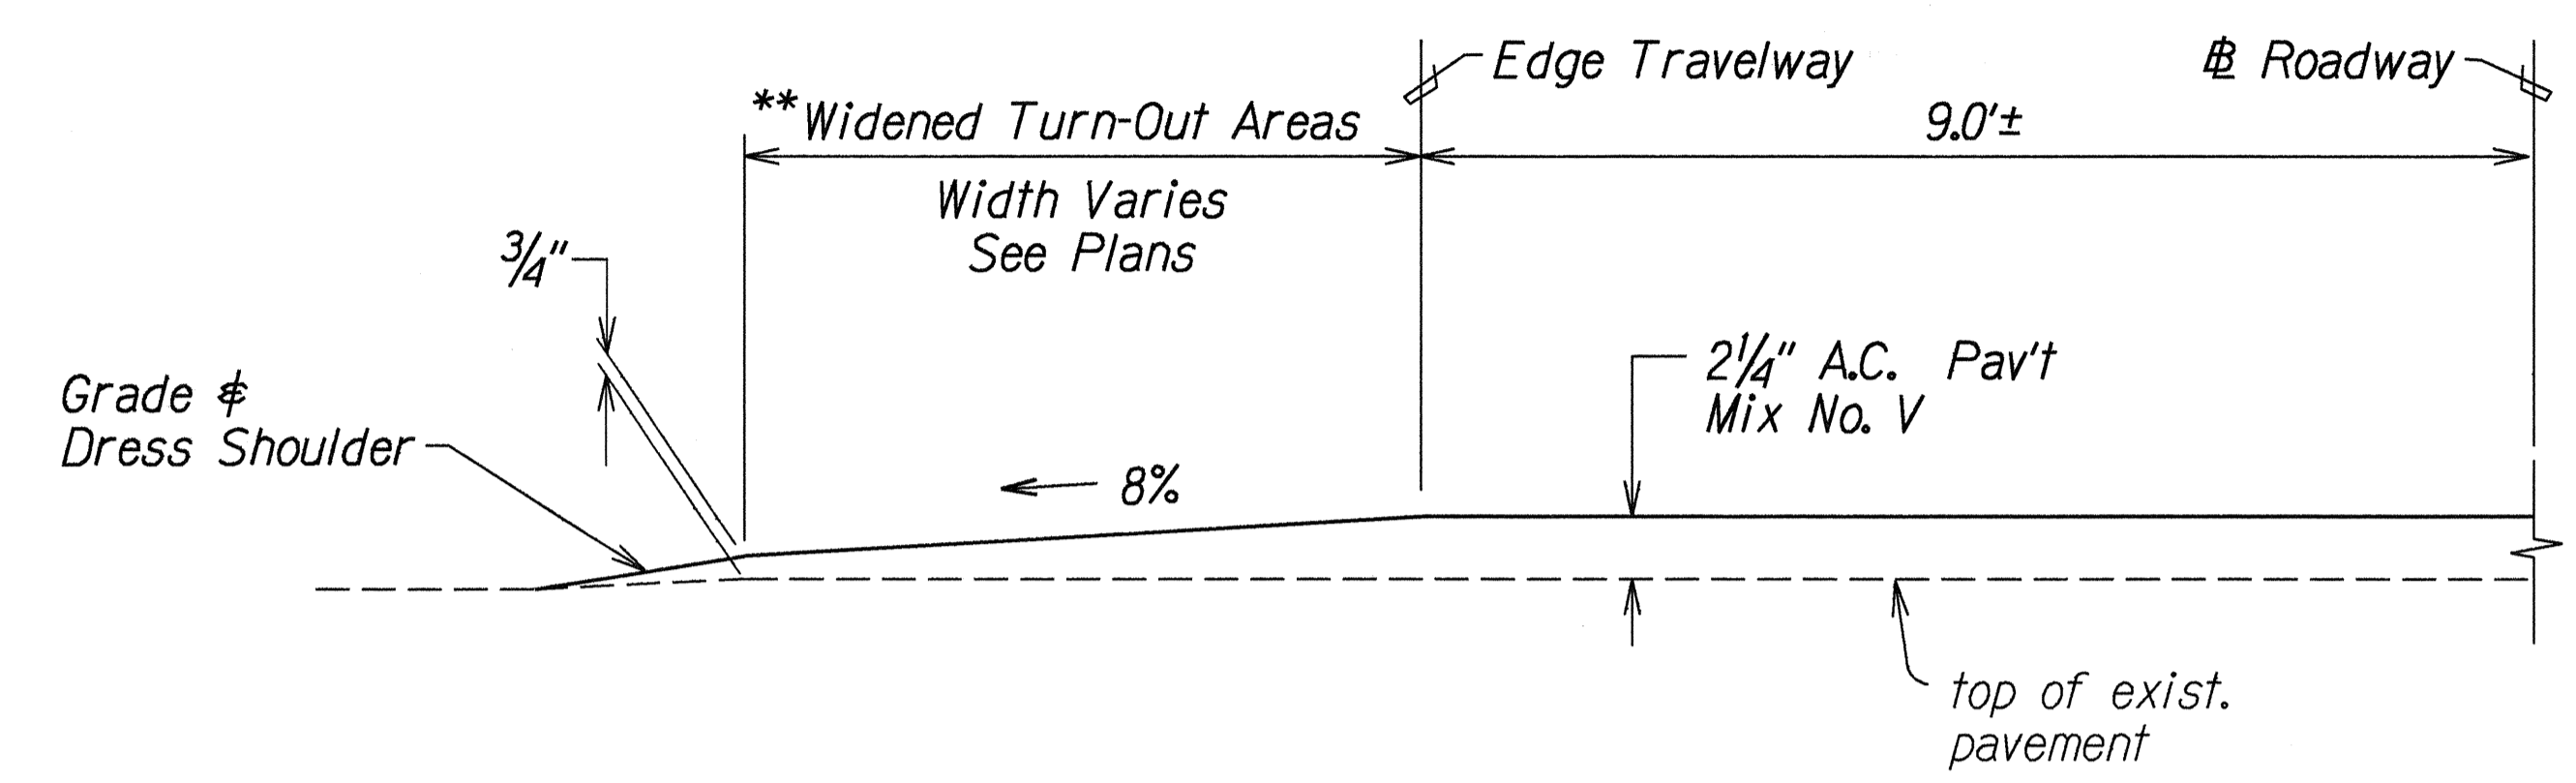 Edge Travelway
℄ Roadway
**Widened Turn-Out Areas
9.0'±
Width Varies
See Plans
3/4"
2 1/4" A.C. Pav't
Mix No. V
Grade &
Dress Shoulder
8%
top of exist.
pavement